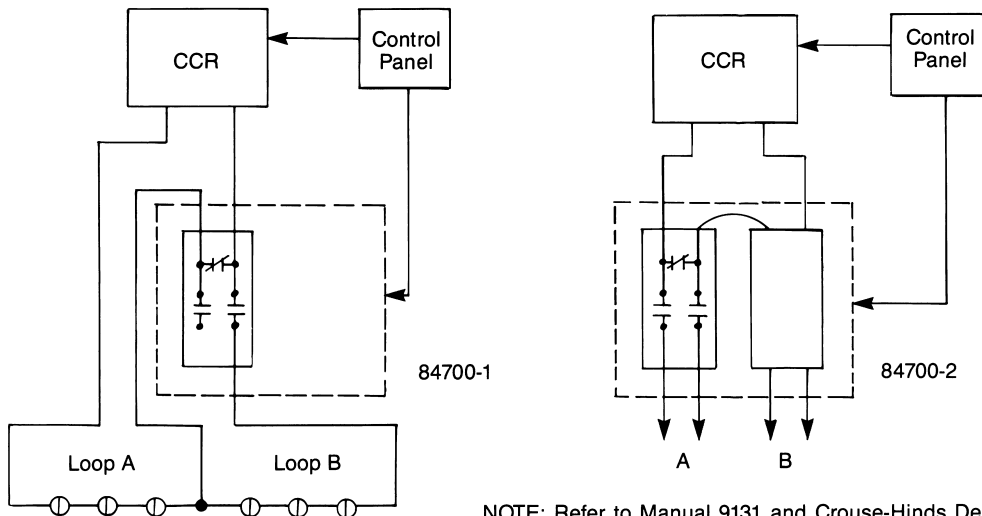 CCR
Control
Panel
84700-1
Loop A
Loop B
CCR
Control
Panel
84700-2
A
B
NOTE: Refer to Manual 9131 and Crouse-Hinds De